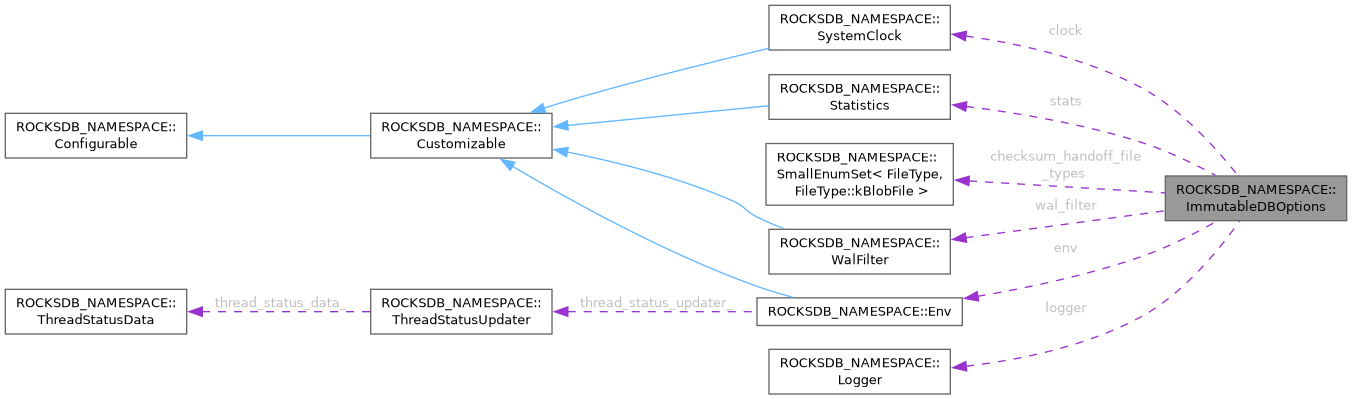 ROCKSDB_NAMESPACE::
SystemClock
clock
ROCKSDB_NAMESPACE::
Statistics
stats
ROCKSDB_NAMESPACE::
Configurable
ROCKSDB_NAMESPACE::
Customizable
ROCKSDB_NAMESPACE::
SmallEnumSet< FileType,
FileType::kBlobFile >
checksum_handoff_file
_types
ROCKSDB_NAMESPACE::
ImmutableDBOptions
wal_filter
ROCKSDB_NAMESPACE::
WalFilter
env
ROCKSDB_NAMESPACE::
ThreadStatusData
thread_status_data_
ROCKSDB_NAMESPACE::
ThreadStatusUpdater
thread_status_updater_
ROCKSDB_NAMESPACE::Env
logger
ROCKSDB_NAMESPACE::
Logger